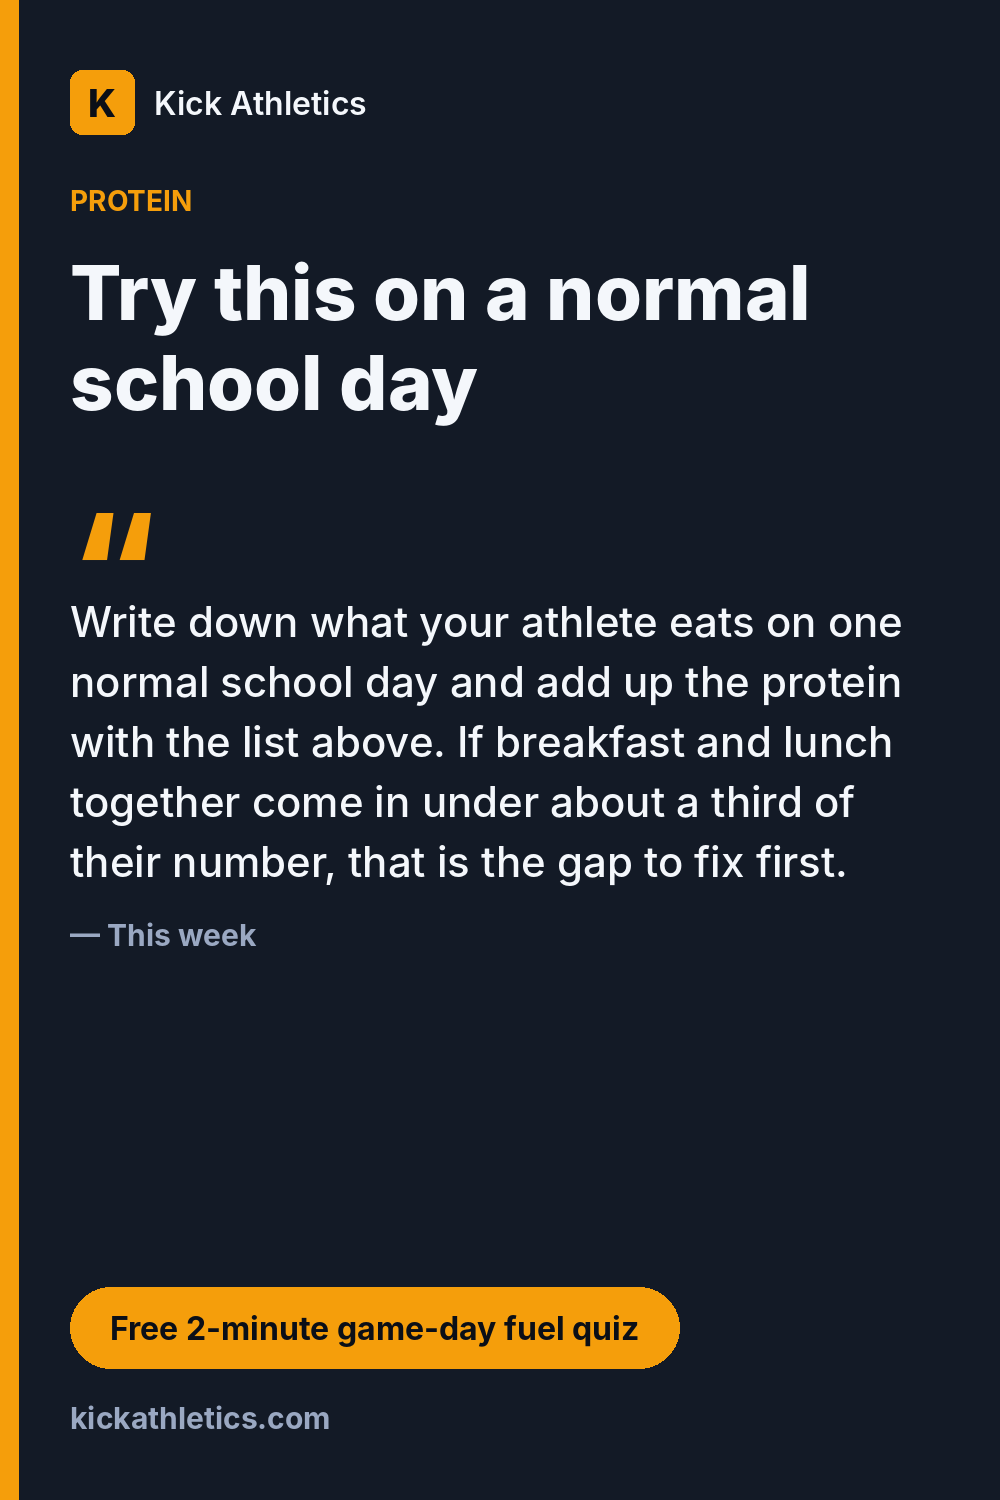 K
Kick Athletics
PROTEIN
Try this on a normal
school day
"
Write down what your athlete eats on one
normal school day and add up the protein
with the list above. If breakfast and lunch
together come in under about a third of
their number, that is the gap to fix first.
— This week
Free 2-minute game-day fuel quiz
kickathletics.com